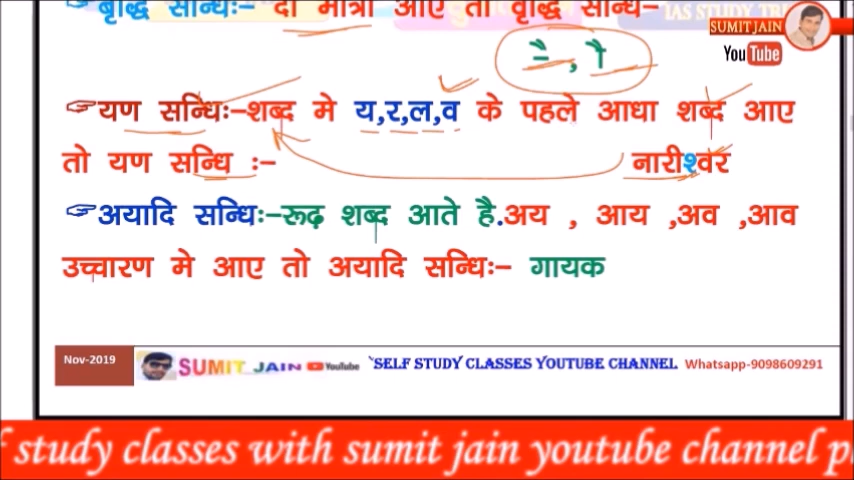 बृद्धि सन्धिः- दो मात्रा आए तो वृद्धि सन्धि-
IAS STUDY
SUMIT JAIN
YouTube
☞यण सन्धिः-शब्द मे य,र,ल,व के पहले आधा शब्द आए
तो यण सन्धि :- नारीश्वर
☞अयादि सन्धिः-रूढ़ शब्द आते है.अय , आय ,अव ,आव
उच्चारण मे आए तो अयादि सन्धिः- गायक
Nov-2019 SUMIT JAIN YouTube SELF STUDY CLASSES YOUTUBE CHANNEL Whatsapp-9098609291
f study classes with sumit jain youtube channel p